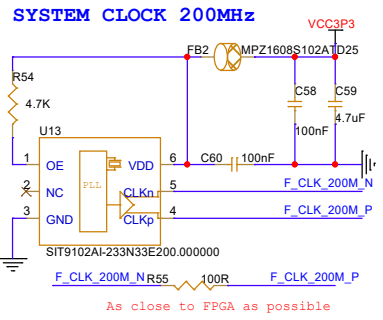 SYSTEM CLOCK 200MHz
VCC3P3
FB2 MPZ1608S102ATD25
R54
4.7K
C58
100nF
C59
4.7uF
U13
C60 100nF
1 OE VDD 6
PLL
2 NC CLKn 5 F_CLK_200M_N
3 GND CLKp 4 F_CLK_200M_P
SIT9102AI-233N33E200.000000
F_CLK_200M_N R55 100R F_CLK_200M_P
As close to FPGA as possible